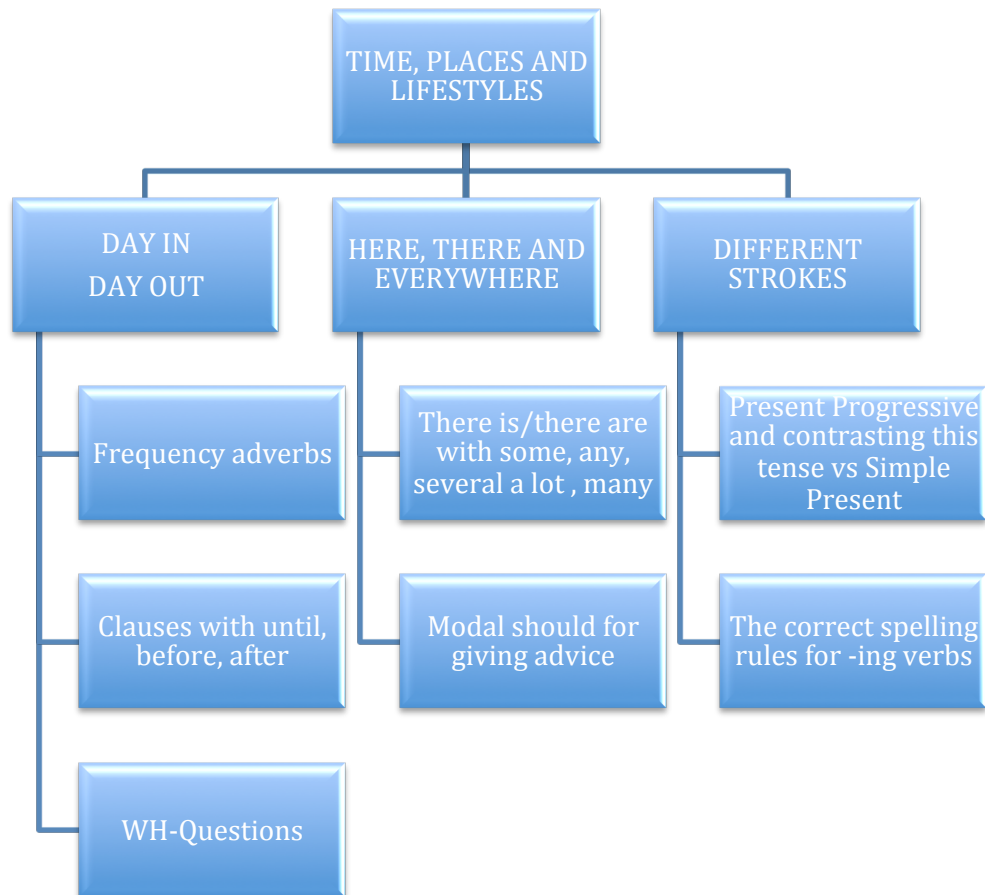 TIME, PLACES AND
LIFESTYLES
DAY IN
DAY OUT
Frequency adverbs
Clauses with until,
before, after
WH-Questions
HERE, THERE AND
EVERYWHERE
There is/there are
with some, any,
several a lot , many
Modal should for
giving advice
DIFFERENT
STROKES
Present Progressive
and contrasting this
tense vs Simple
Present
The correct spelling
rules for -ing verbs